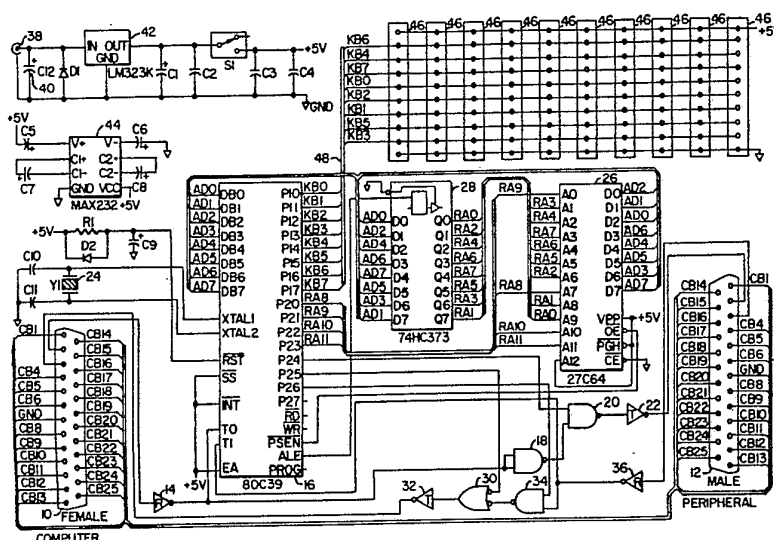 38
IN OUT
GND
42
LM323K
C12
40
D1
C1
C2
S1
C3
C4
+5V
GND
46 46 46 46 46 46 46 46 46
+5
KB6
KB4
KB7
KB0
KB2
KB1
KB5
KB3
48
+5V
C5
44
C6
V+ V-
C1+ C2+
C1- C2-
GND VCC
C7
C8
MAX232 +5V
+5V
R1
D2
C9
C10
24
Y1
C11
AD0
AD1
AD2
AD3
AD4
AD5
AD6
AD7
DB0
DB1
DB2
DB3
DB4
DB5
DB6
DB7
XTAL1
XTAL2
RST
SS
INT
TO
T1
EA
P10
P11
P12
P13
P14
P15
P16
P17
P20
P21
P22
P23
P24
P25
P26
P27
RD
WR
PSEN
ALE
PROG
KB0
KB1
KB2
KB3
KB4
KB5
KB6
KB7
RA8
RA9
RA10
RA11
80C39
16
+5V
28
AD0
AD2
AD4
AD6
AD7
AD5
AD3
AD1
D0
D1
D2
D3
D4
D5
D6
D7
Q0
Q1
Q2
Q3
Q4
Q5
Q6
Q7
RA0
RA2
RA4
RA6
RA7
RA5
RA3
RA1
74HC373
RA9
26
RA3
RA4
RA7
RA6
RA5
RA2
RA8
RA1
RA0
RA10
RA11
A0
A1
A2
A3
A4
A5
A6
A7
A8
A9
A10
A11
A12
D0
D1
D2
D3
D4
D5
D6
D7
VPP
OE
PGH
CE
AD2
AD1
AD0
AD6
AD4
AD5
AD3
AD7
+5V
27C64
CB1
CB4
CB5
CB6
GND
CB8
CB9
CB10
CB11
CB12
CB13
CB14
CB15
CB16
CB17
CB18
CB19
CB20
CB21
CB22
CB23
CB24
CB25
10
FEMALE
COMPUTER
14
32
30
34
18
20
22
36
CB14
CB15
CB16
CB17
CB18
CB19
CB20
CB21
CB22
CB23
CB24
CB25
CB1
CB4
CB5
CB6
GND
CB8
CB9
CB10
CB11
CB12
CB13
12
MALE
PERIPHERAL